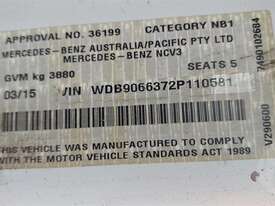 APPROVAL NO. 36199 CATEGORY NB1
MERCEDES-BENZ AUSTRALIA/PACIFIC PTY LTD
MERCEDES-BENZ NCV3
GVM kg 3880 SEATS 5
03/15 VIN WDB9066372P110581
THIS VEHICLE WAS MANUFACTURED TO COMPLY
WITH THE MOTOR VEHICLE STANDARDS ACT 1989
7490102684
V290600